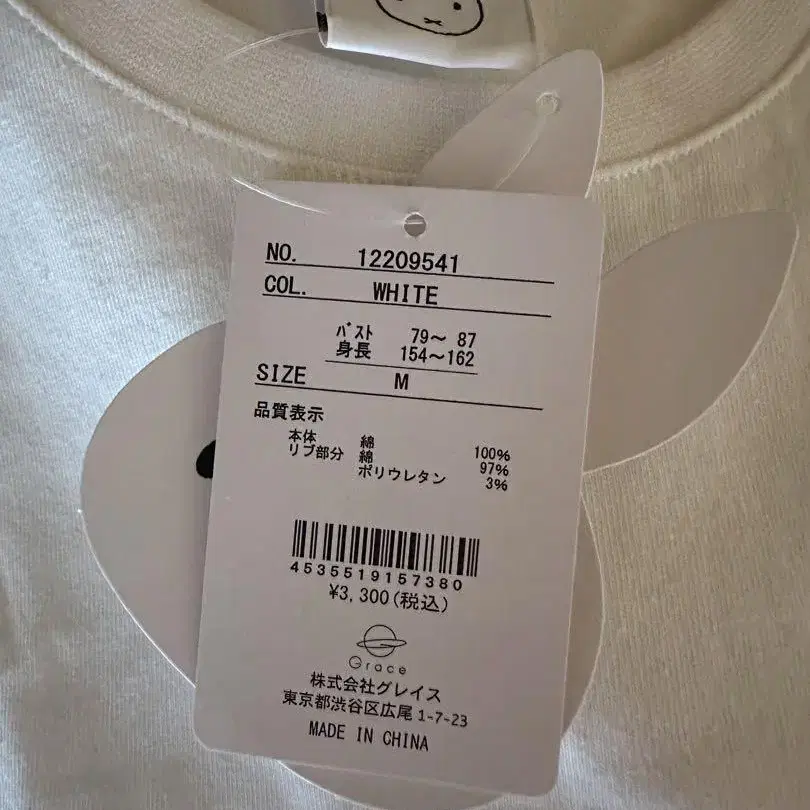 NO. 12209541
COL. WHITE
ﾊﾞｽﾄ 79～ 87
身長 154～162
SIZE M
品質表示
本体 綿 100%
リブ部分 綿 97%
ポリウレタン 3%
4535519157380
¥3,300(税込)
Grace
株式会社グレイス
東京都渋谷区広尾1-7-23
MADE IN CHINA